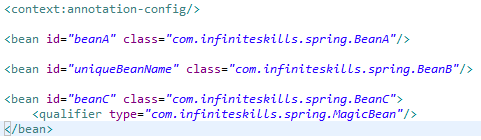 <context:annotation-config/>
<bean id="beanA" class="com.infiniteskills.spring.BeanA"/>
<bean id="uniqueBeanName" class="com.infiniteskills.spring.BeanB"/>
<bean id="beanC" class="com.infiniteskills.spring.BeanC">
<qualifier type="com.infiniteskills.spring.MagicBean"/>
</bean>